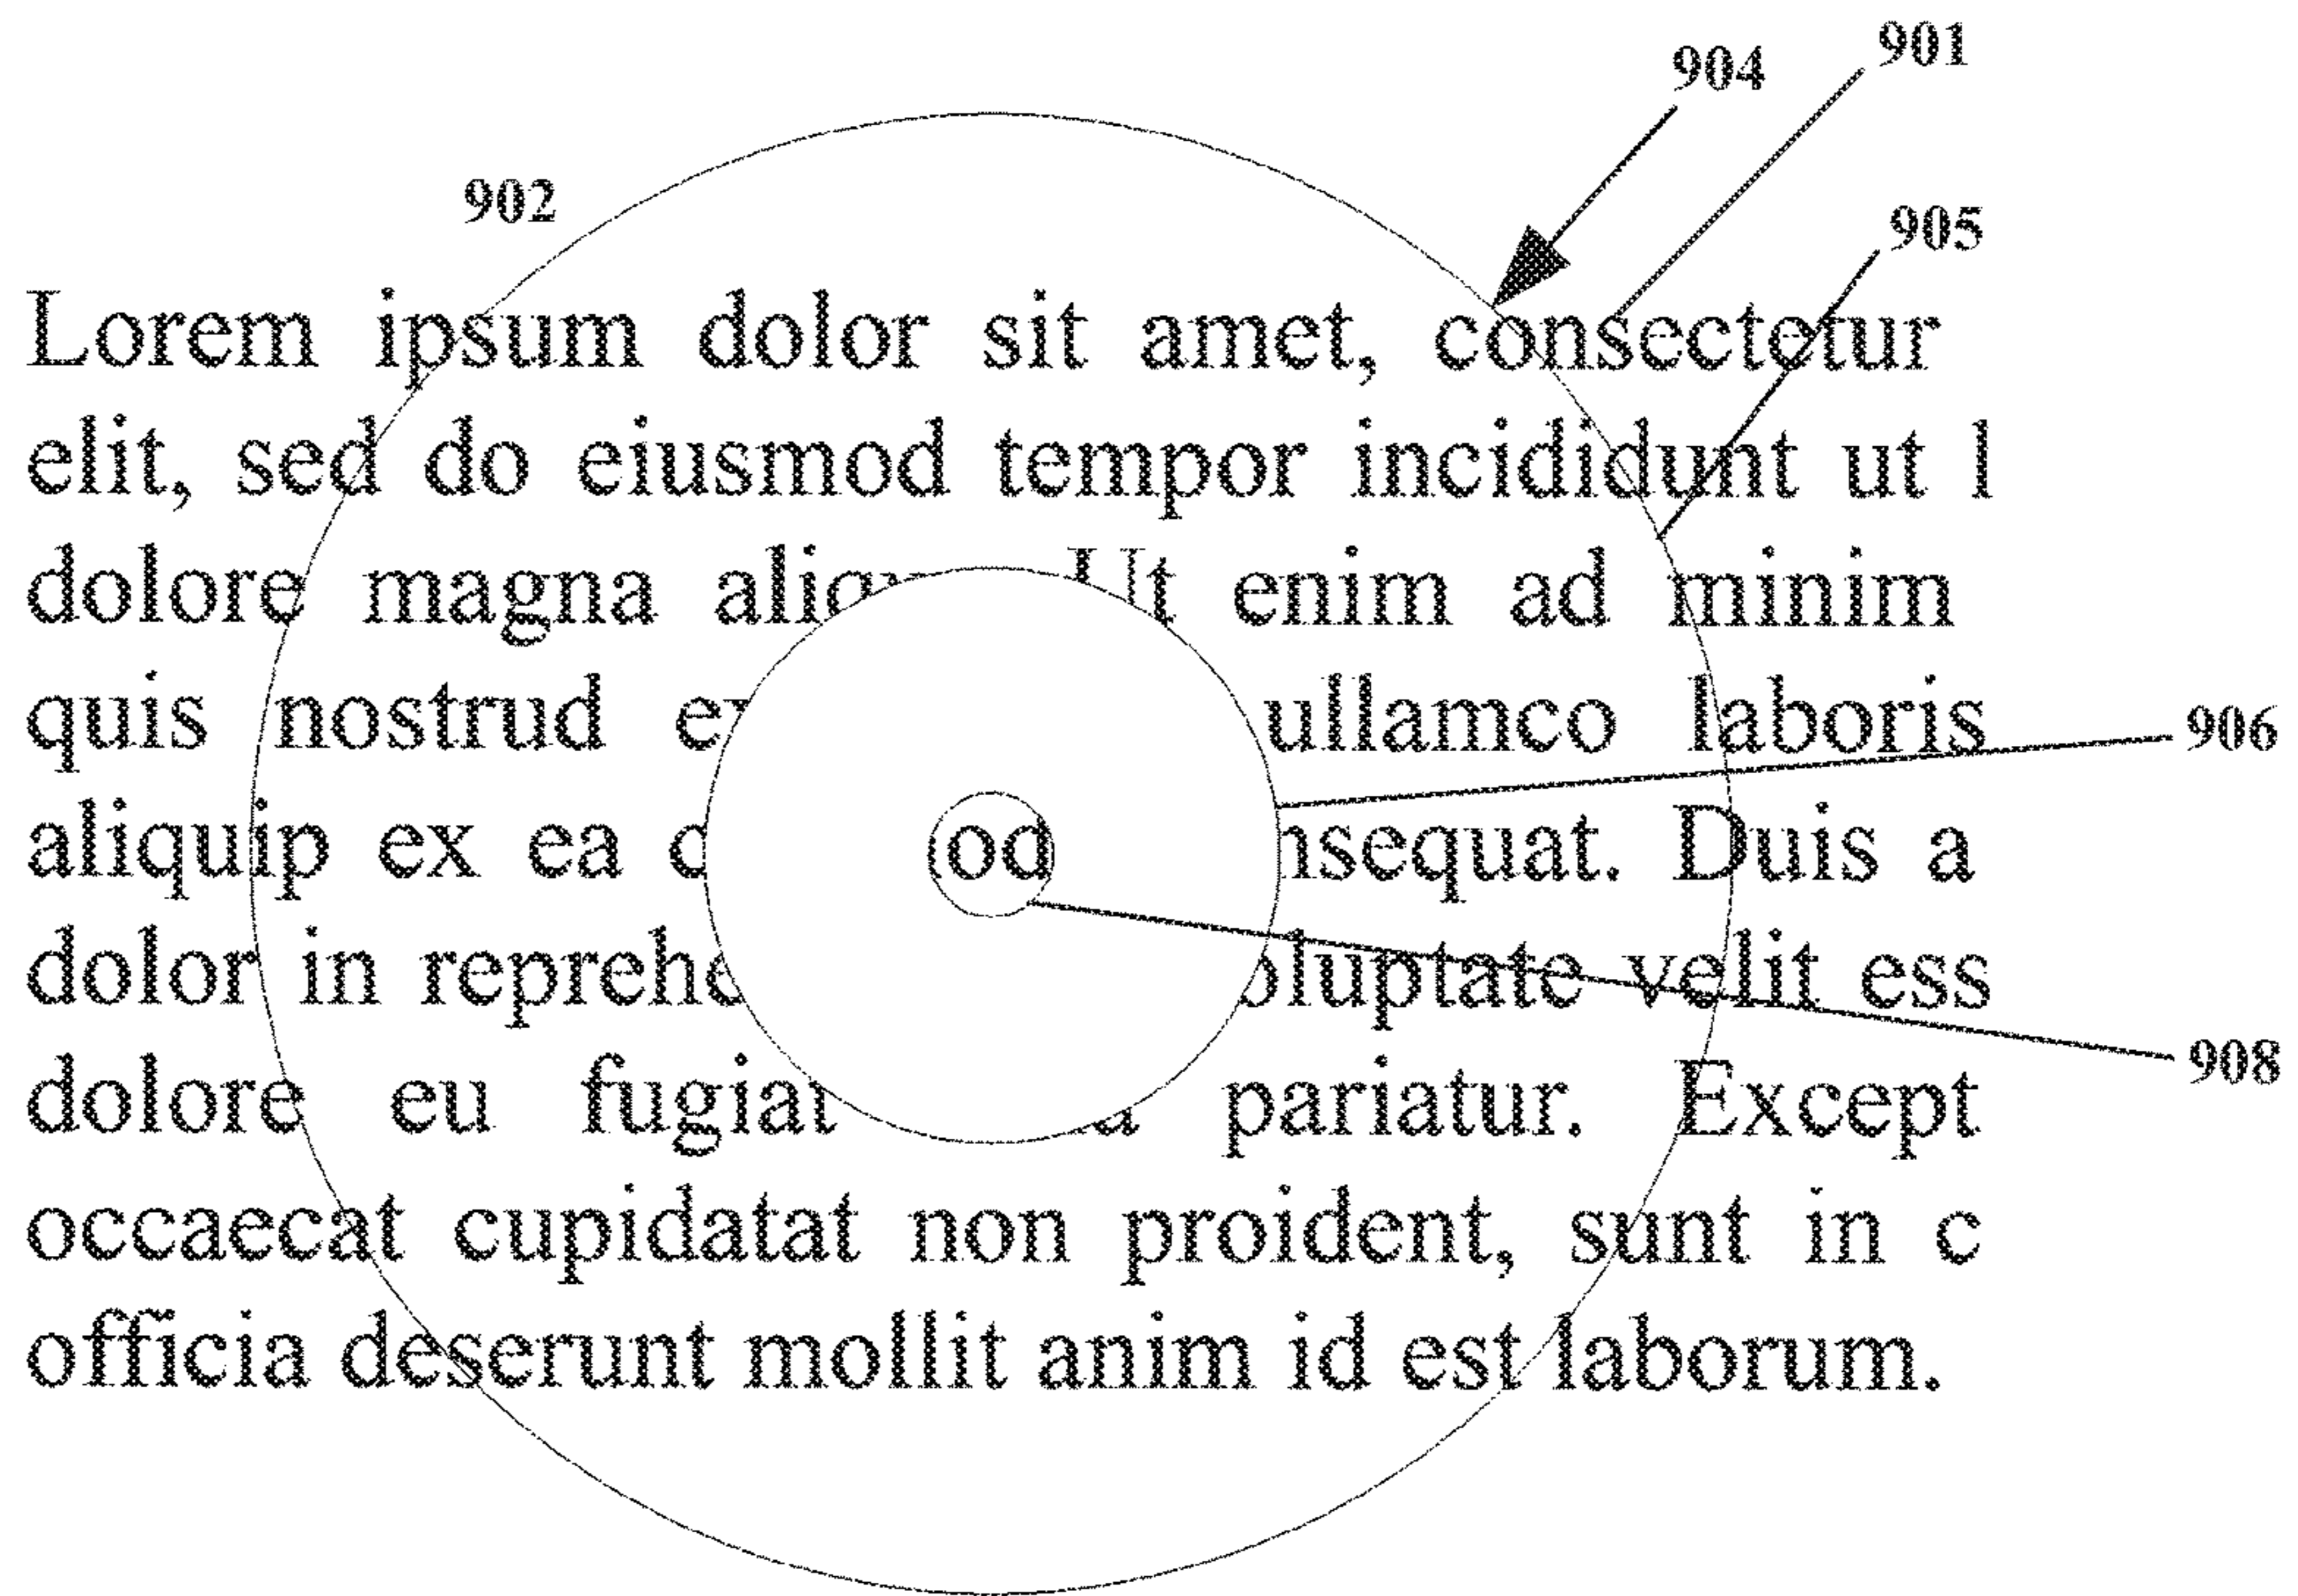 904
901
902
905
Lorem ipsum dolor sit amet, consectetur
elit, sed do eiusmod tempor incididunt ut l
dolore magna aliqu Ut enim ad minim
quis nostrud ex ullamco laboris
906
aliquip ex ea c od nsequat. Duis a
dolor in reprehe oluptate velit ess
908
dolore eu fugiat a pariatur. Except
occaecat cupidatat non proident, sunt in c
officia deserunt mollit anim id est laborum.